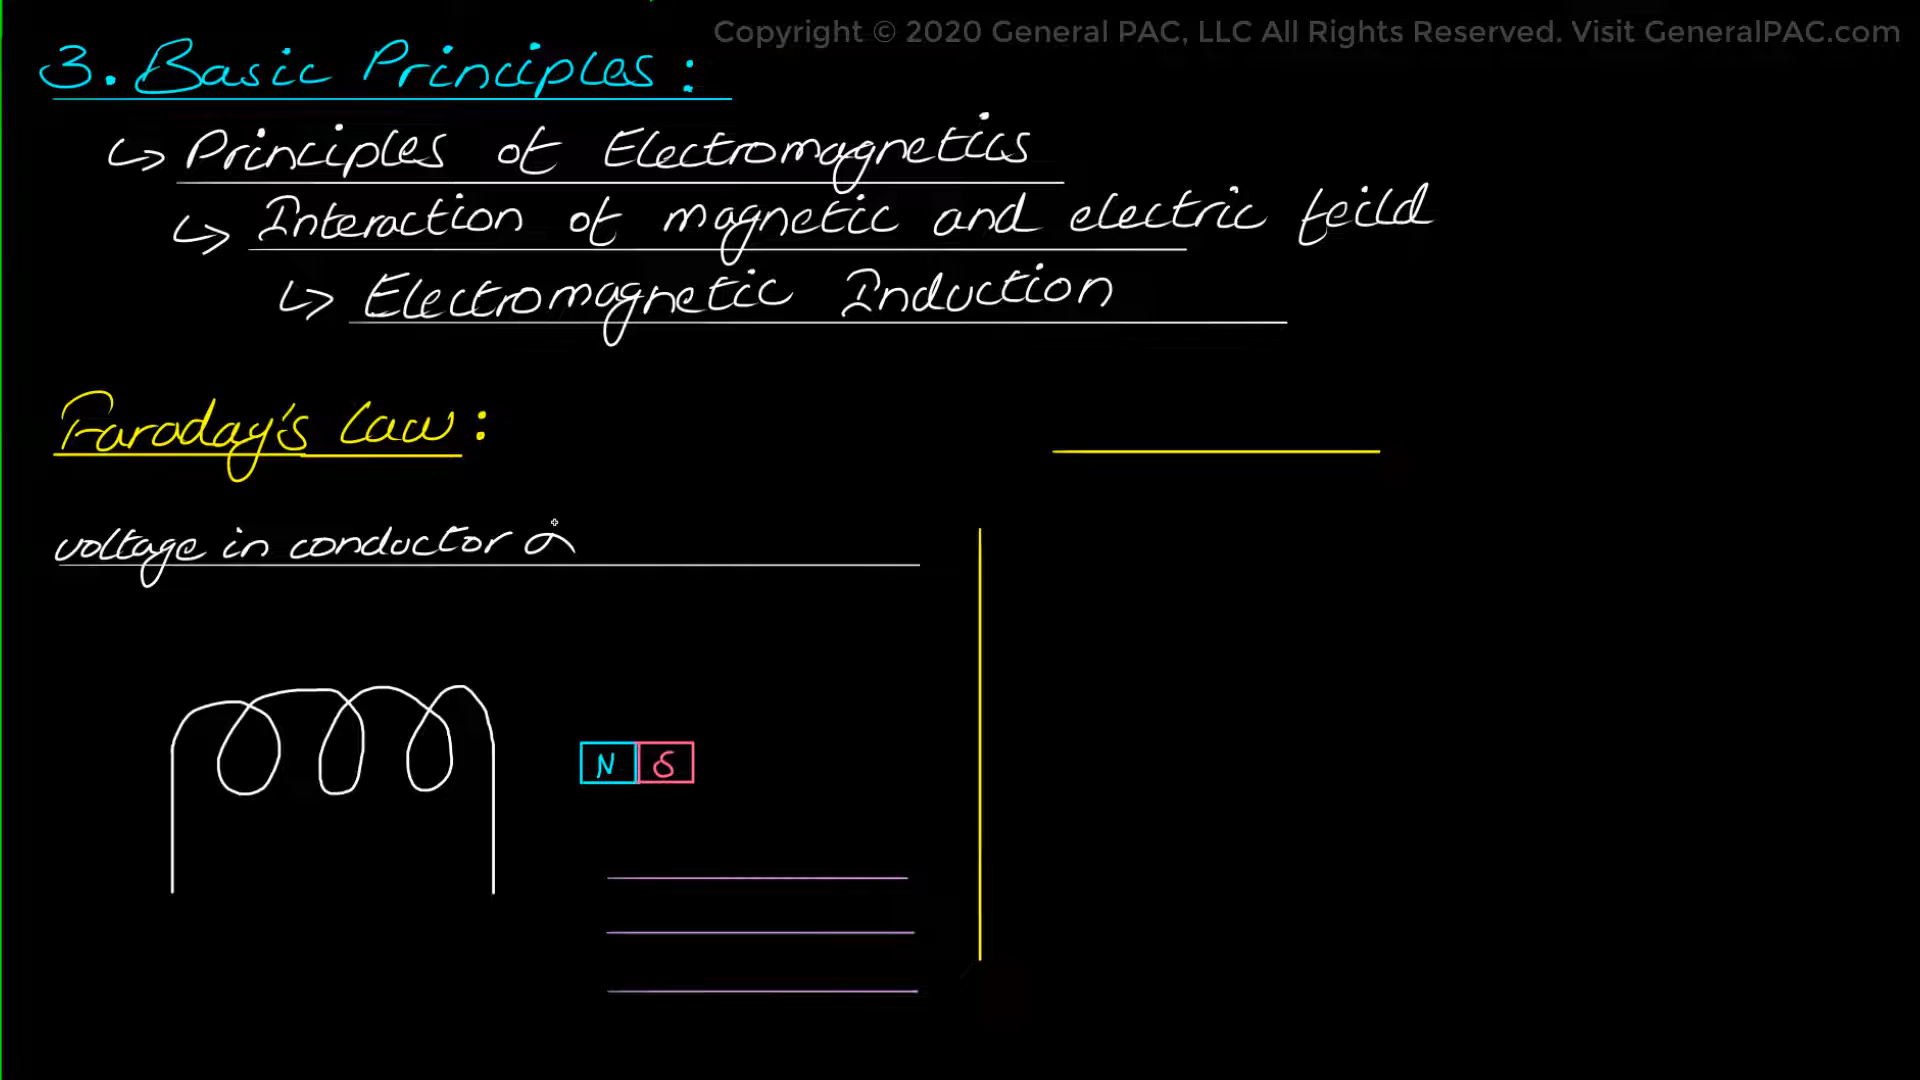 Copyright © 2020 General PAC, LLC All Rights Reserved. Visit GeneralPAC.com
3. Basic Principles:
↳ Principles of Electromagnetics
↳ Interaction of magnetic and electric feild
↳ Electromagnetic Induction
Faraday's Law:
voltage in conductor α
N S